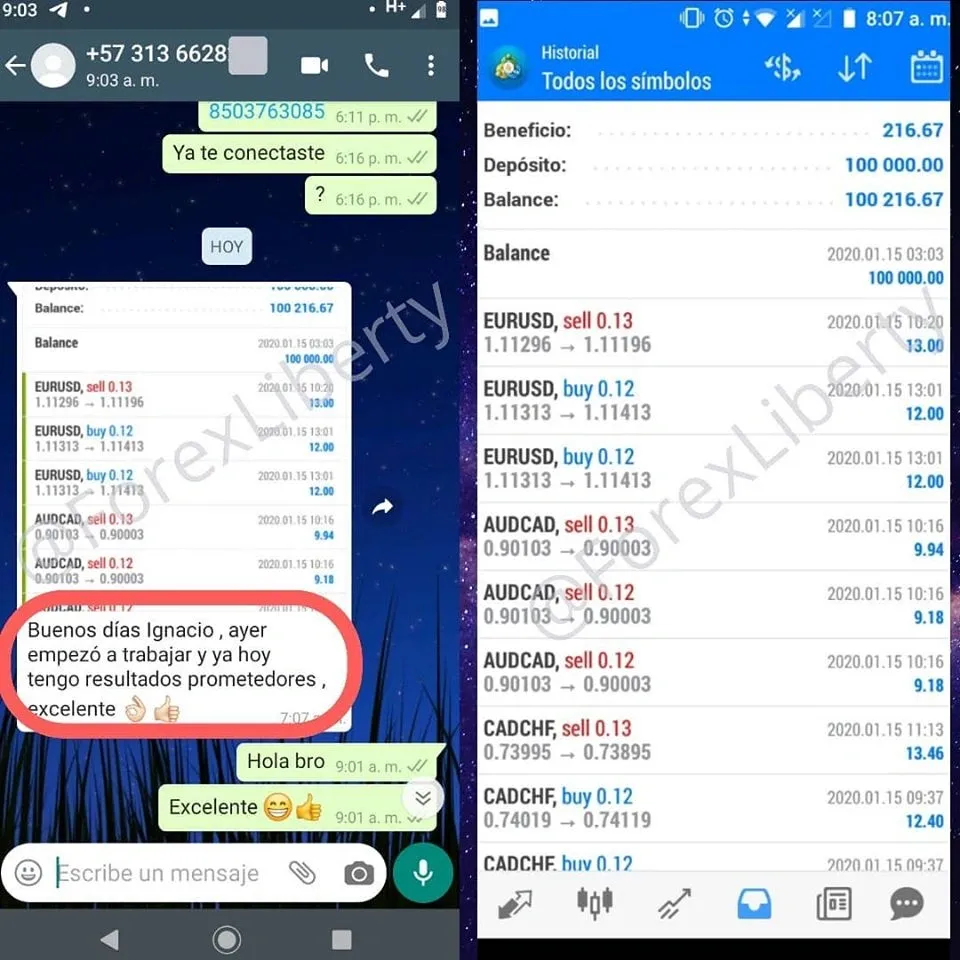 9:03
H+
98
+57 313 6628
9:03 a. m.
8503763085 6:11 p. m.
Ya te conectaste 6:16 p. m.
? 6:16 p. m.
HOY
Depósito: 100 000.00
Balance: 100 216.67
Balance 2020.01.15 03:03
100 000.00
EURUSD, sell 0.13 2020.01.15 10:20
1.11296 → 1.11196 13.00
EURUSD, buy 0.12 2020.01.15 13:01
1.11313 → 1.11413 12.00
EURUSD, buy 0.12 2020.01.15 13:01
1.11313 → 1.11413 12.00
AUDCAD, sell 0.13 2020.01.15 10:16
0.90103 → 0.90003 9.94
AUDCAD, sell 0.12 2020.01.15 10:16
0.90103 → 0.90003 9.18
AUDCAD, sell 0.12
Buenos días Ignacio , ayer
empezó a trabajar y ya hoy
tengo resultados prometedores ,
excelente 👌🏻👍🏻
7:07 a. m.
Hola bro 9:01 a. m.
Excelente 😁👍 9:01 a. m.
Escribe un mensaje
@ForexLiberty
8:07 a. m.
Historial
Todos los símbolos
Beneficio: 216.67
Depósito: 100 000.00
Balance: 100 216.67
Balance 2020.01.15 03:03
100 000.00
EURUSD, sell 0.13 2020.01.15 10:20
1.11296 → 1.11196 13.00
EURUSD, buy 0.12 2020.01.15 13:01
1.11313 → 1.11413 12.00
EURUSD, buy 0.12 2020.01.15 13:01
1.11313 → 1.11413 12.00
AUDCAD, sell 0.13 2020.01.15 10:16
0.90103 → 0.90003 9.94
AUDCAD, sell 0.12 2020.01.15 10:16
0.90103 → 0.90003 9.18
AUDCAD, sell 0.12 2020.01.15 10:16
0.90103 → 0.90003 9.18
CADCHF, sell 0.13 2020.01.15 11:13
0.73995 → 0.73895 13.46
CADCHF, buy 0.12 2020.01.15 09:37
0.74019 → 0.74119 12.40
CADCHF, buy 0.12 2020.01.15 09:37
@ForexLiberty